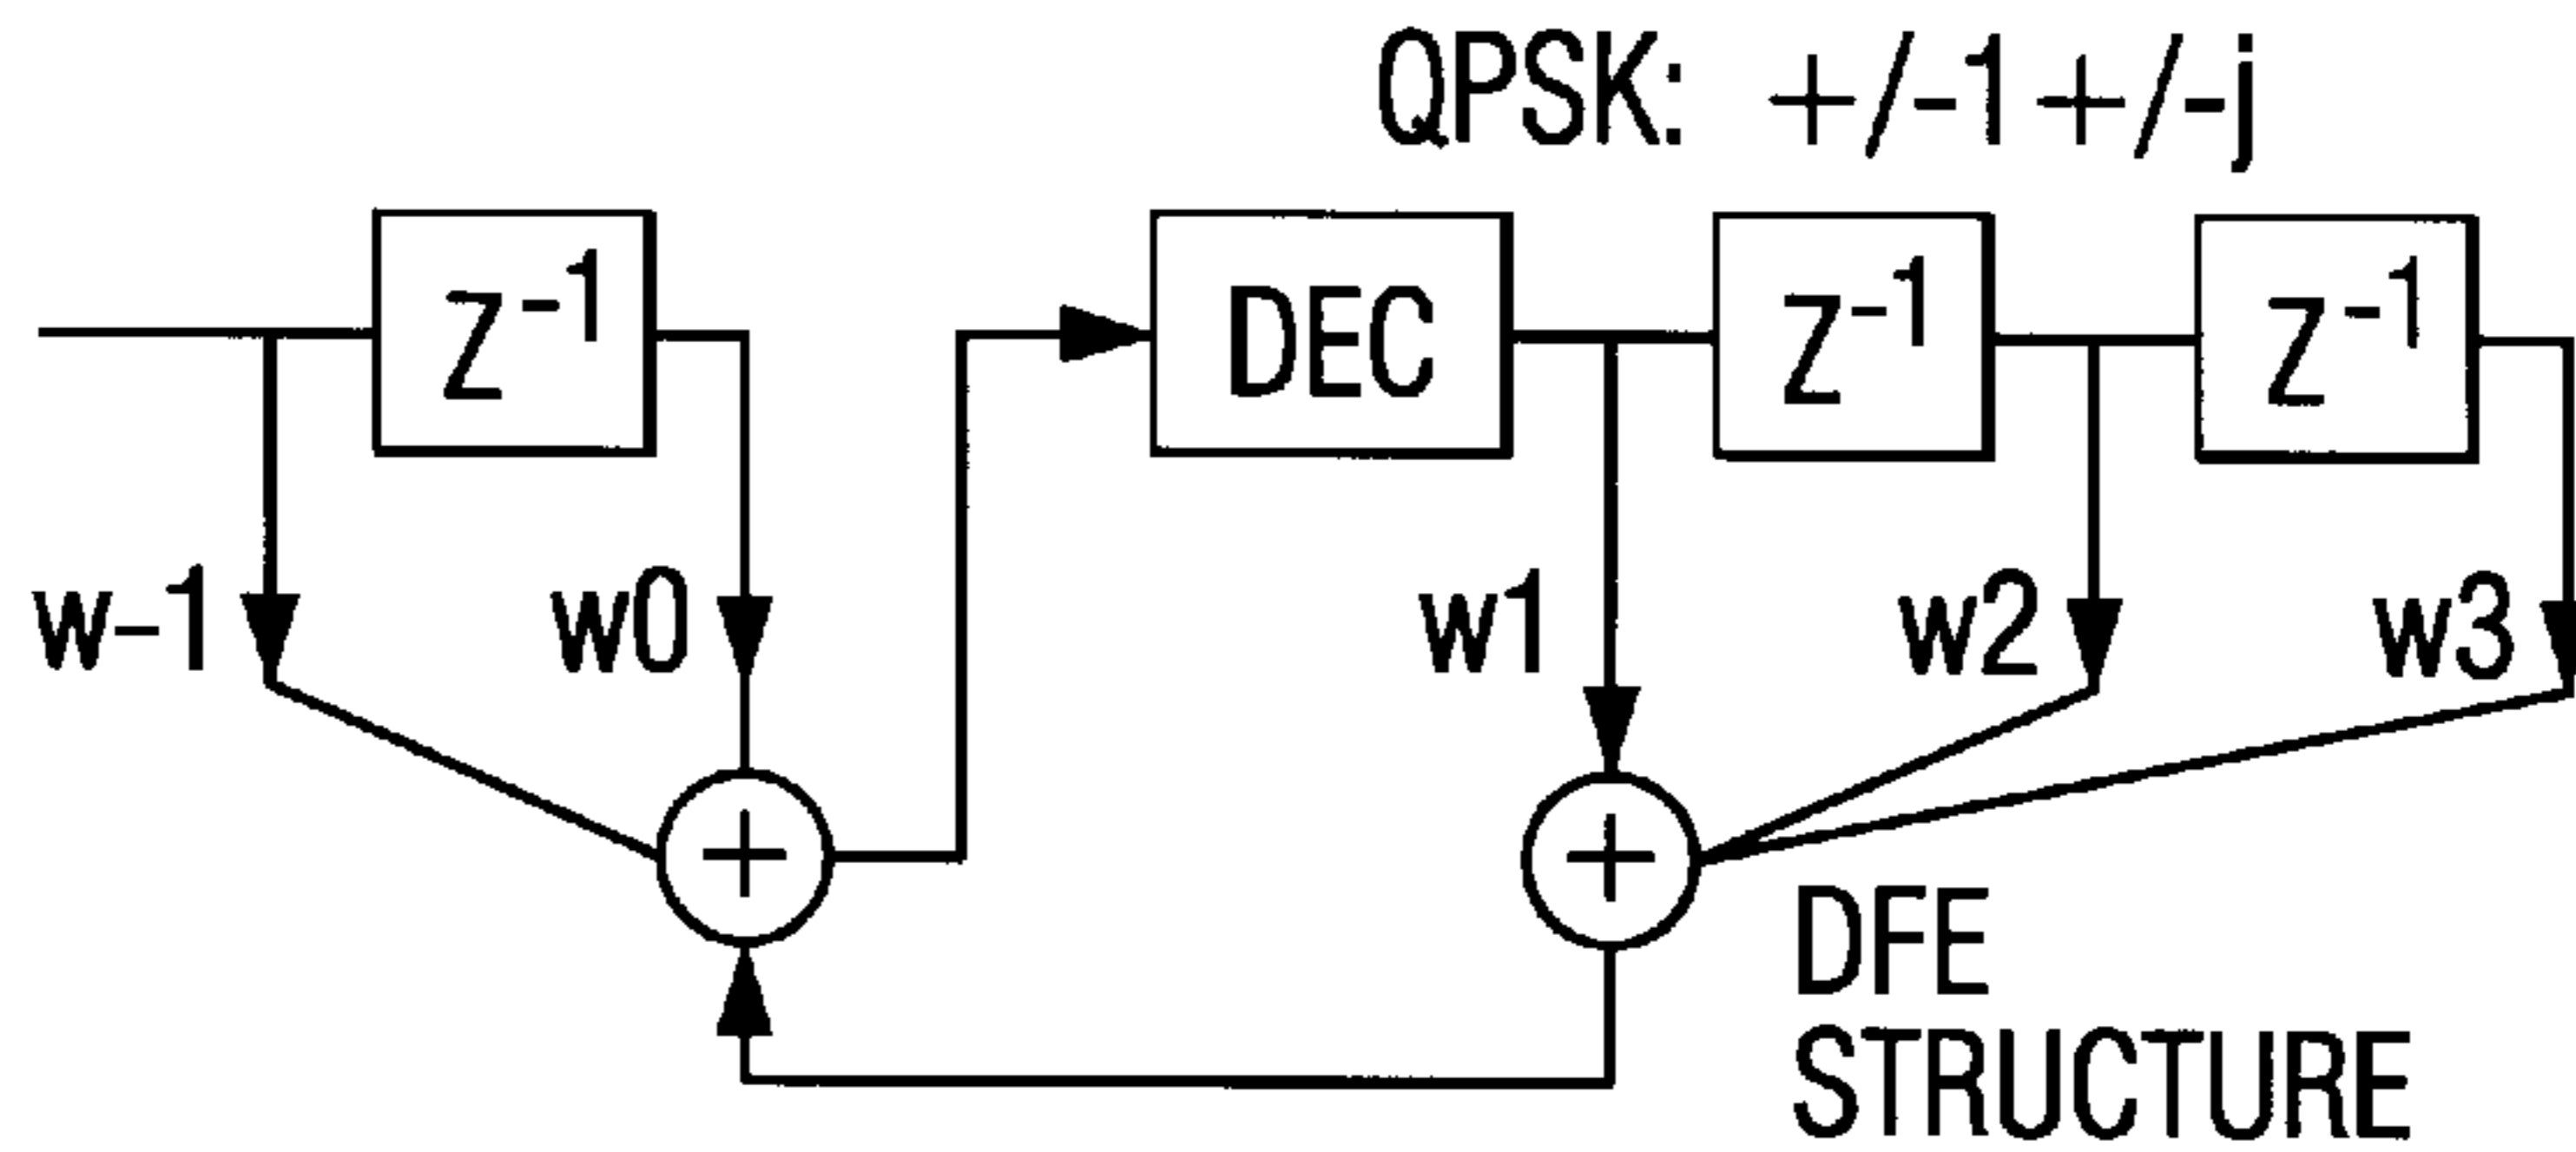 QPSK: +/-1+/-j
Z-1
DEC
Z-1
Z-1
w-1
w0
w1
w2
w3
+
+
DFE
STRUCTURE